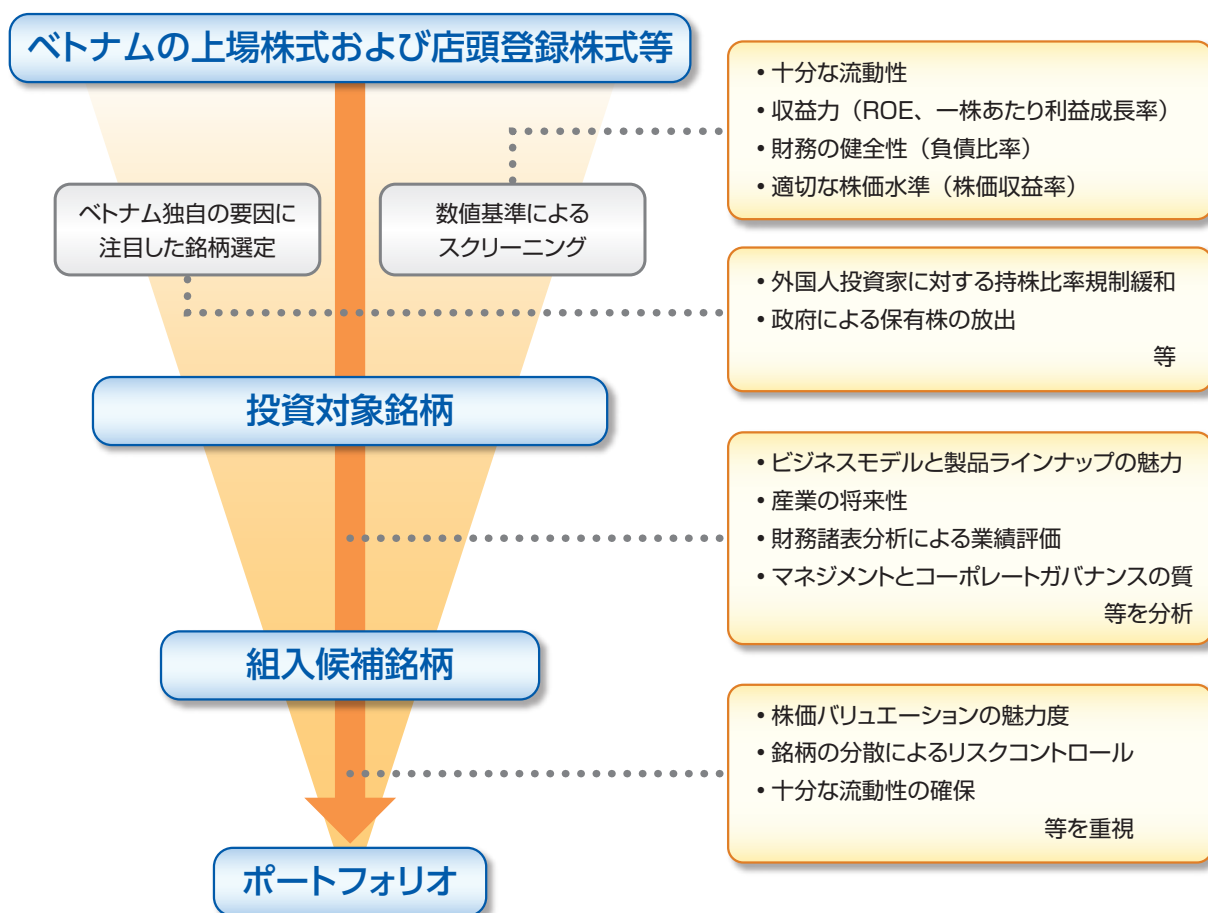 ベトナムの上場株式および店頭登録株式等
・十分な流動性
・収益力（ROE、一株あたり利益成長率）
・財務の健全性（負債比率）
・適切な株価水準（株価収益率）
ベトナム独自の要因に
注目した銘柄選定
数値基準による
スクリーニング
・外国人投資家に対する持株比率規制緩和
・政府による保有株の放出
等
投資対象銘柄
・ビジネスモデルと製品ラインナップの魅力
・産業の将来性
・財務諸表分析による業績評価
・マネジメントとコーポレートガバナンスの質
等を分析
組入候補銘柄
・株価バリュエーションの魅力度
・銘柄の分散によるリスクコントロール
・十分な流動性の確保
等を重視
ポートフォリオ